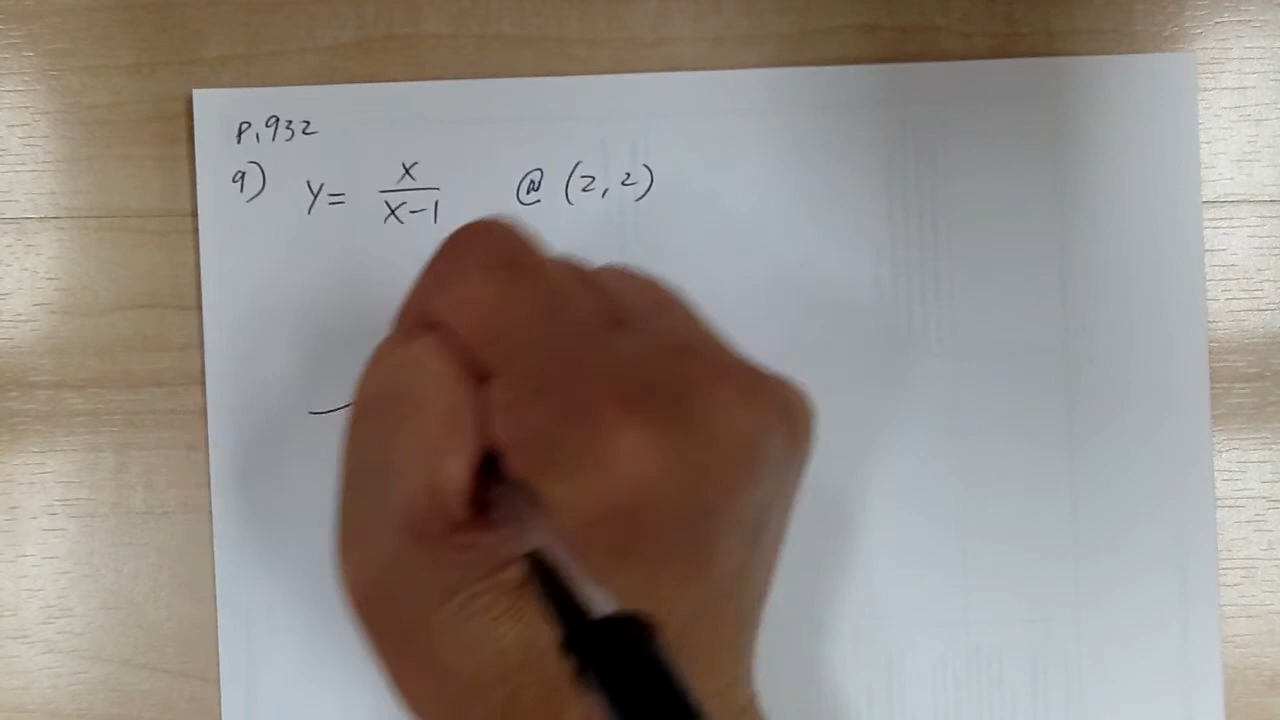 P.932
9) y = x/(x-1) @ (2,2)